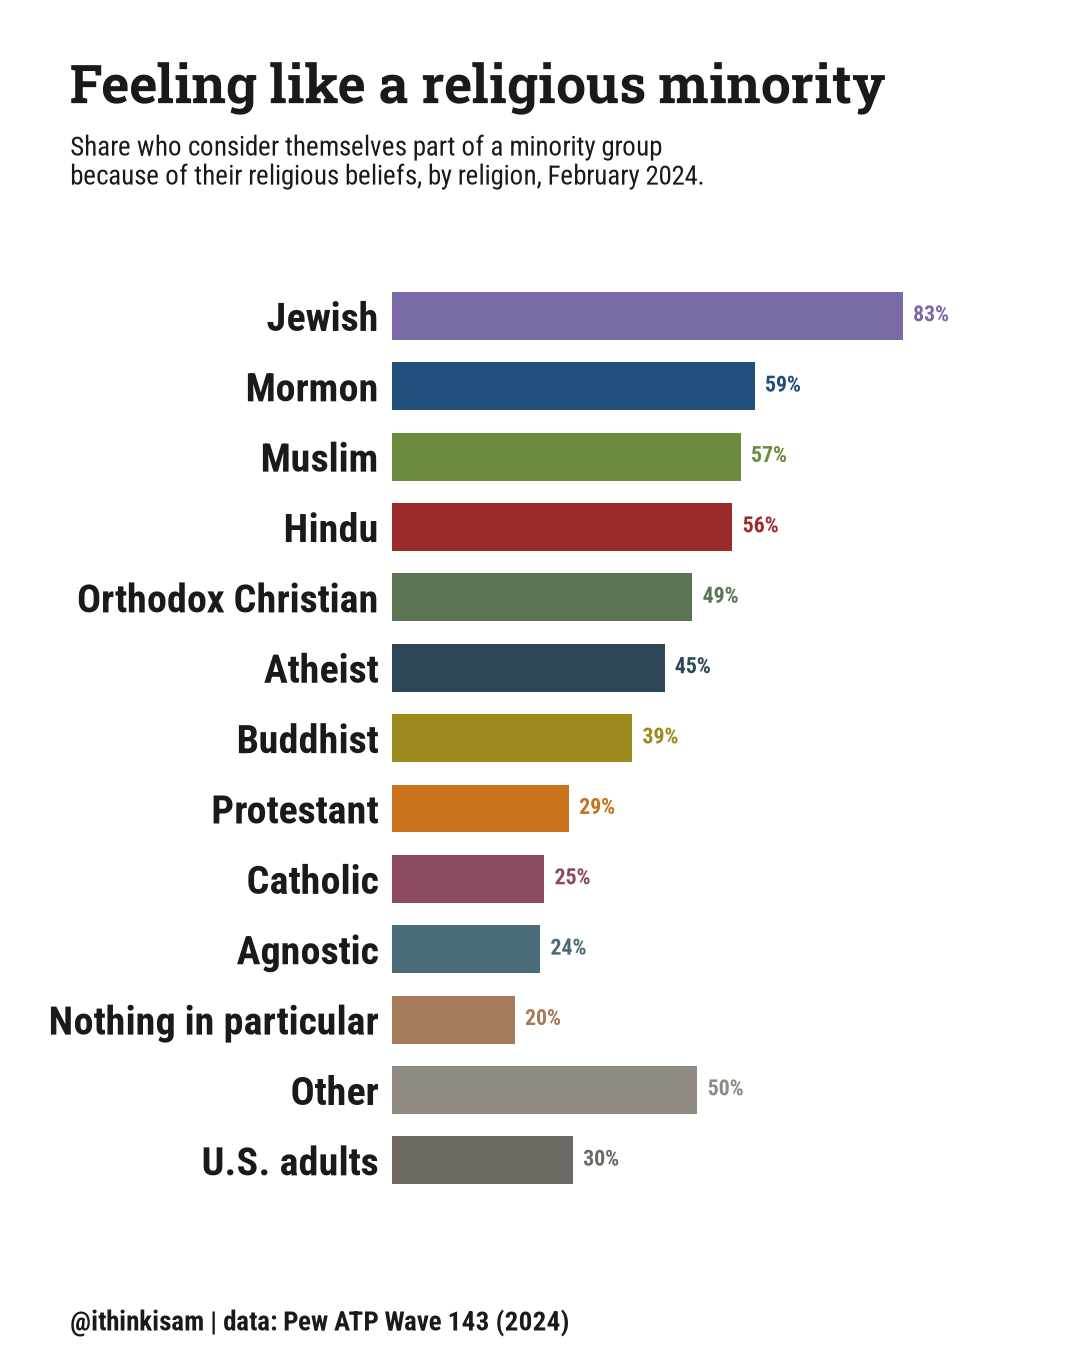 Feeling like a religious minority
Share who consider themselves part of a minority group
because of their religious beliefs, by religion, February 2024.
Jewish 83%
Mormon 59%
Muslim 57%
Hindu 56%
Orthodox Christian 49%
Atheist 45%
Buddhist 39%
Protestant 29%
Catholic 25%
Agnostic 24%
Nothing in particular 20%
Other 50%
U.S. adults 30%
@ithinkisam | data: Pew ATP Wave 143 (2024)